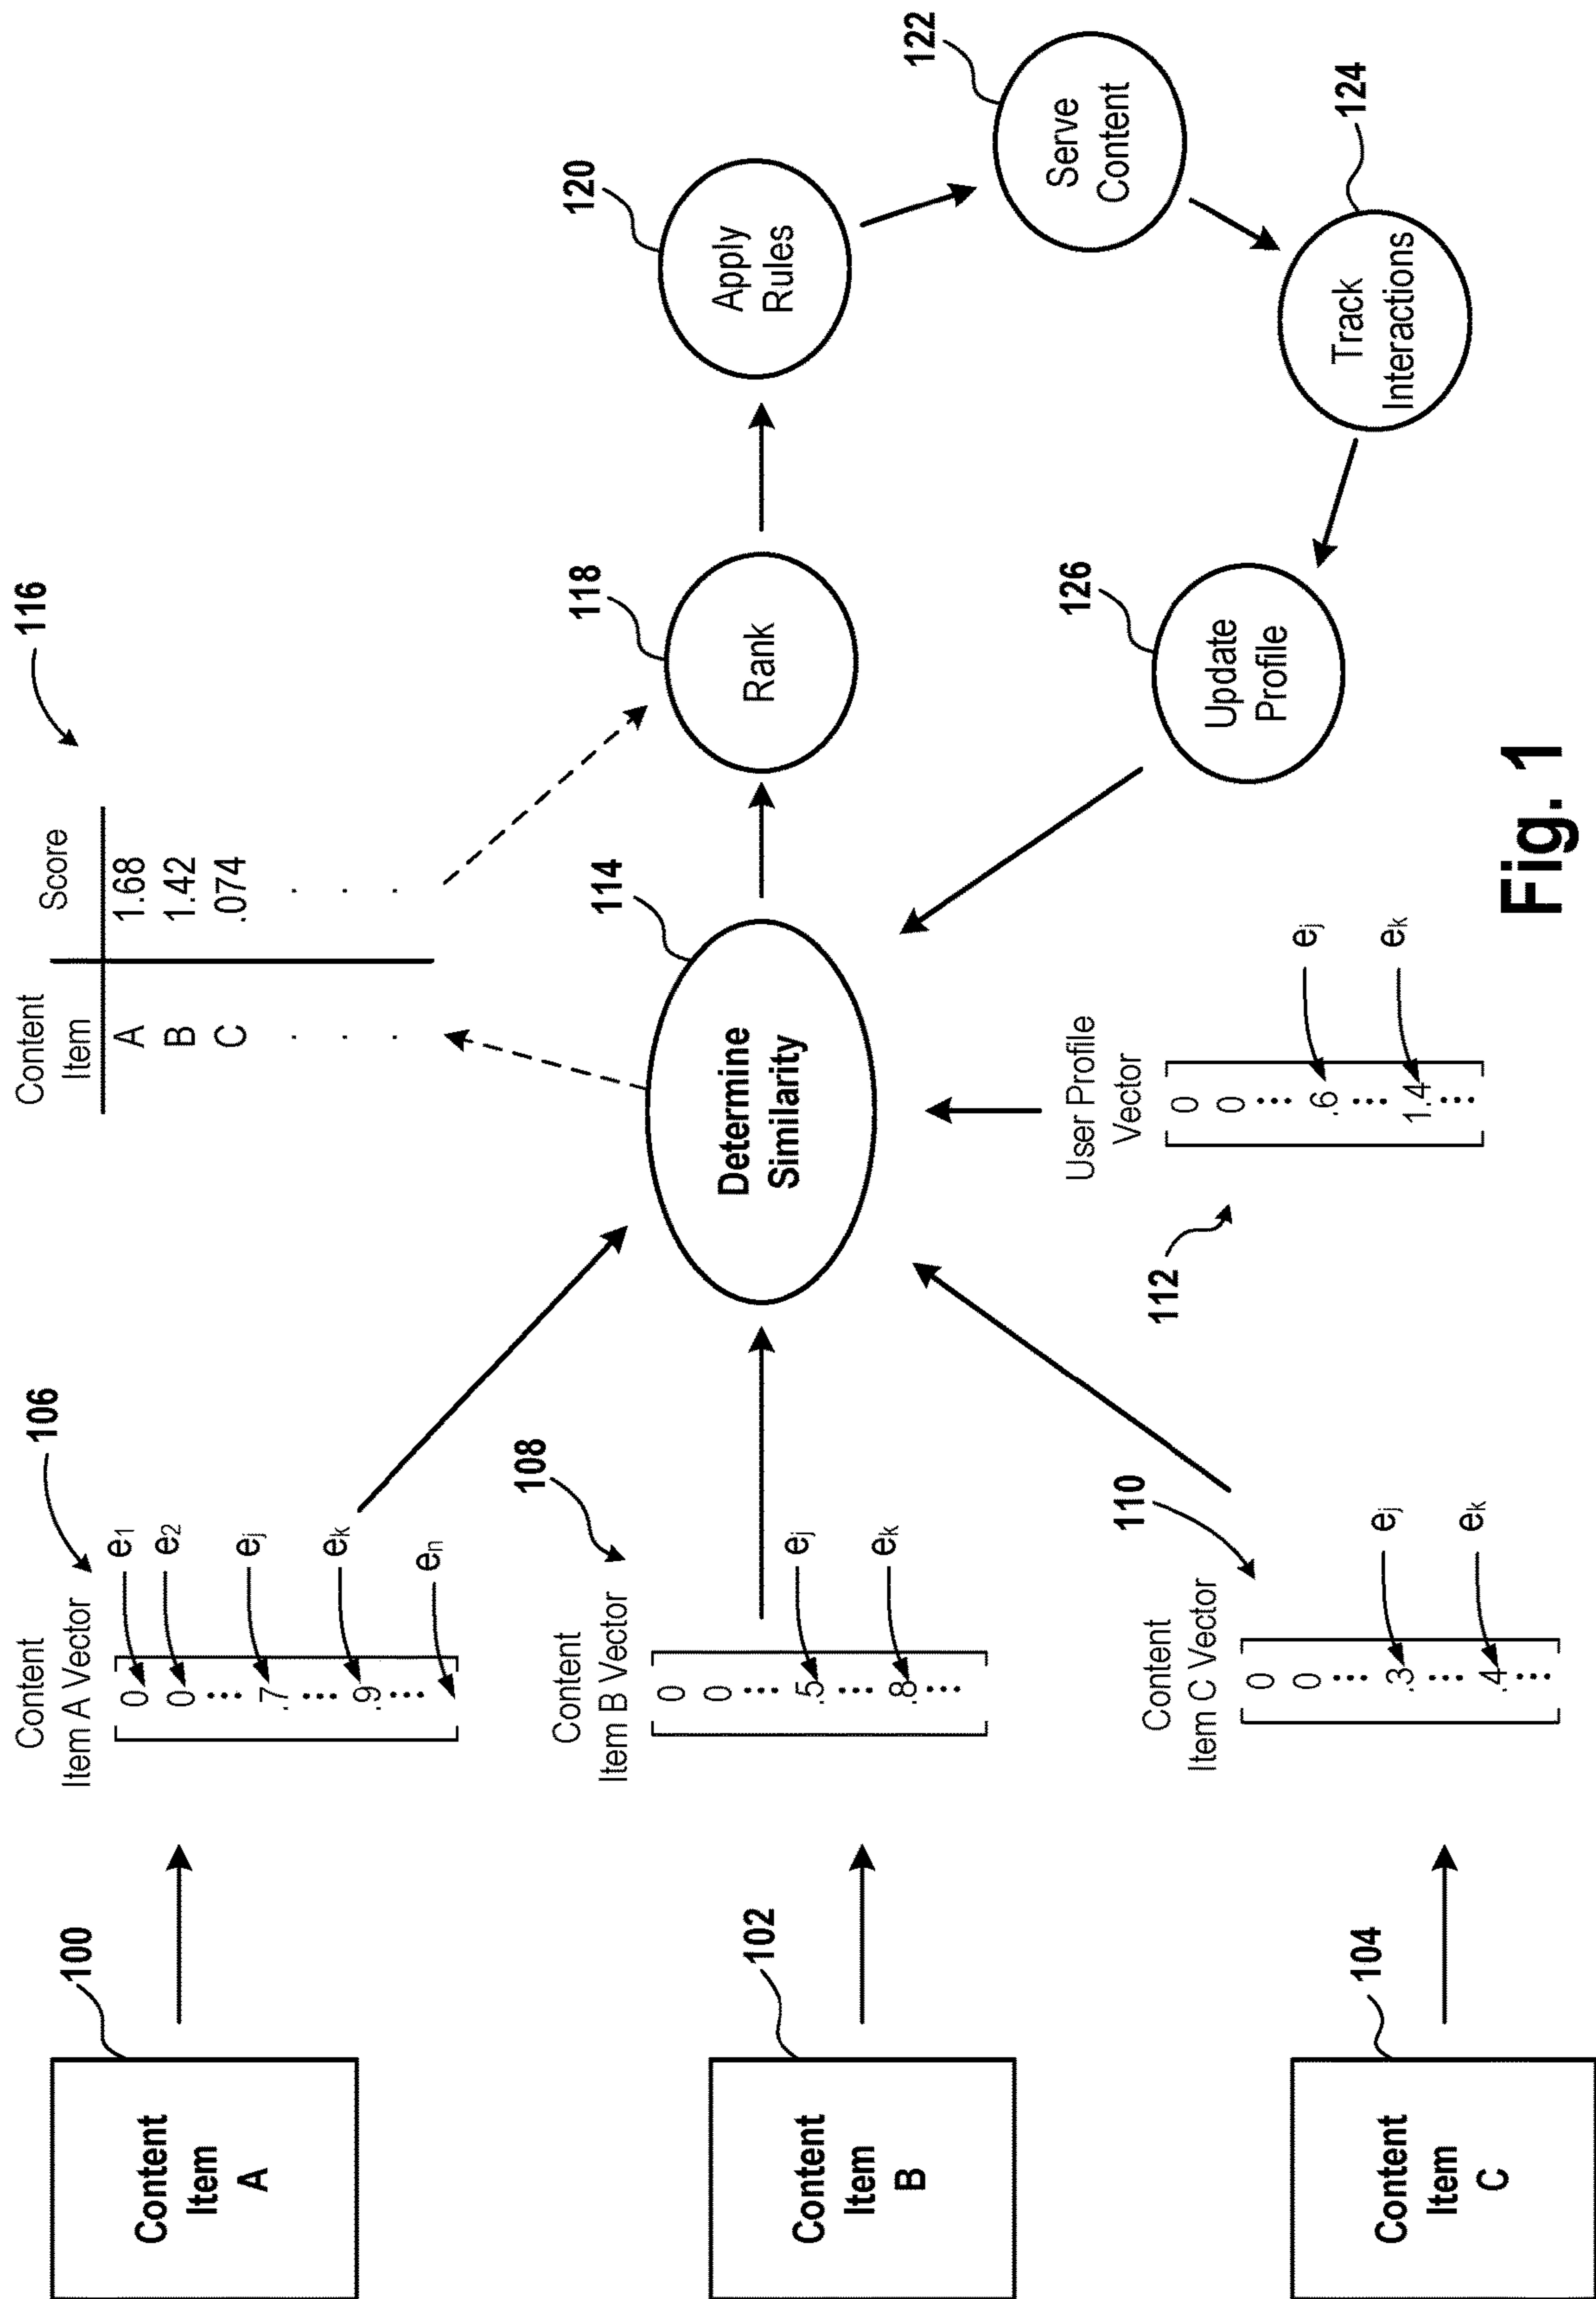 Content
Item
A
100
Content
Item A Vector
106
0
0
.7
.9
e1
e2
ej
ek
en
Content
Item
B
102
Content
Item B Vector
108
0
0
.5
.8
ej
ek
Content
Item
C
104
Content
Item C Vector
110
0
0
.3
.4
ej
ek
User Profile
Vector
112
0
0
.6
1.4
ej
ek
Determine
Similarity
114
Content
Item Score
A 1.68
B 1.42
C .074
. .
. .
. .
116
Rank
118
Apply
Rules
120
Serve
Content
122
Track
Interactions
124
Update
Profile
126
Fig. 1